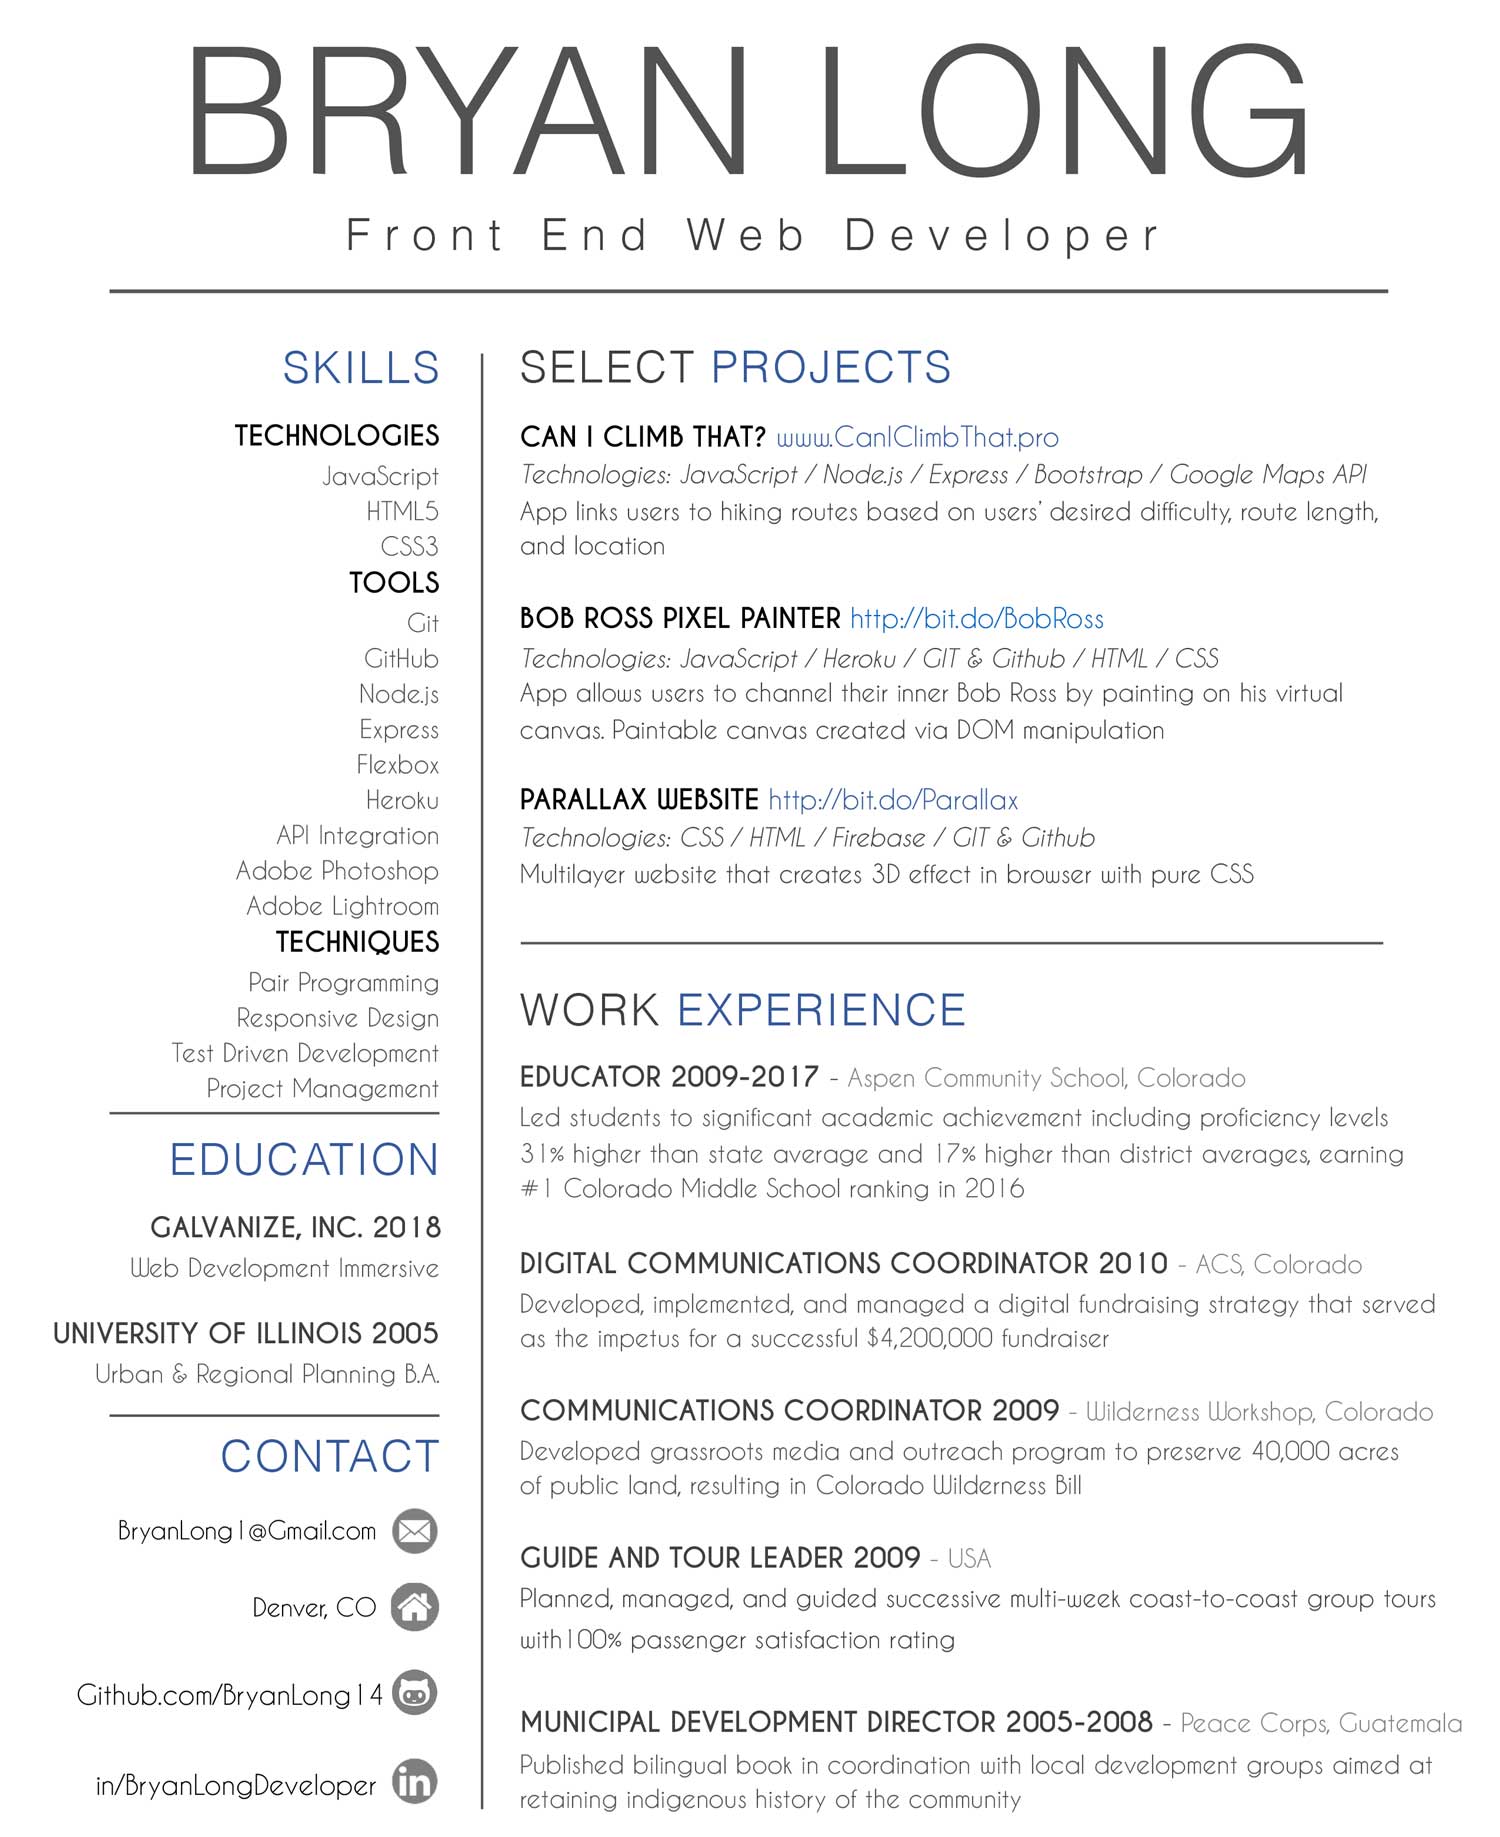 BRYAN LONG
Front End Web Developer
SKILLS
TECHNOLOGIES
JavaScript
HTML5
CSS3
TOOLS
Git
GitHub
Node.js
Express
Flexbox
Heroku
API Integration
Adobe Photoshop
Adobe Lightroom
TECHNIQUES
Pair Programming
Responsive Design
Test Driven Development
Project Management
EDUCATION
GALVANIZE, INC. 2018
Web Development Immersive
UNIVERSITY OF ILLINOIS 2005
Urban & Regional Planning B.A.
CONTACT
BryanLong1@Gmail.com
Denver, CO
Github.com/BryanLong14
in/BryanLongDeveloper in
SELECT PROJECTS
CAN I CLIMB THAT? www.CanIClimbThat.pro
Technologies: JavaScript / Node.js / Express / Bootstrap / Google Maps API
App links users to hiking routes based on users' desired difficulty, route length,
and location
BOB ROSS PIXEL PAINTER http://bit.do/BobRoss
Technologies: JavaScript / Heroku / GIT & Github / HTML / CSS
App allows users to channel their inner Bob Ross by painting on his virtual
canvas. Paintable canvas created via DOM manipulation
PARALLAX WEBSITE http://bit.do/Parallax
Technologies: CSS / HTML / Firebase / GIT & Github
Multilayer website that creates 3D effect in browser with pure CSS
WORK EXPERIENCE
EDUCATOR 2009-2017 - Aspen Community School, Colorado
Led students to significant academic achievement including proficiency levels
31% higher than state average and 17% higher than district averages, earning
#1 Colorado Middle School ranking in 2016
DIGITAL COMMUNICATIONS COORDINATOR 2010 - ACS, Colorado
Developed, implemented, and managed a digital fundraising strategy that served
as the impetus for a successful $4,200,000 fundraiser
COMMUNICATIONS COORDINATOR 2009 - Wilderness Workshop, Colorado
Developed grassroots media and outreach program to preserve 40,000 acres
of public land, resulting in Colorado Wilderness Bill
GUIDE AND TOUR LEADER 2009 - USA
Planned, managed, and guided successive multi-week coast-to-coast group tours
with100% passenger satisfaction rating
MUNICIPAL DEVELOPMENT DIRECTOR 2005-2008 - Peace Corps, Guatemala
Published bilingual book in coordination with local development groups aimed at
retaining indigenous history of the community